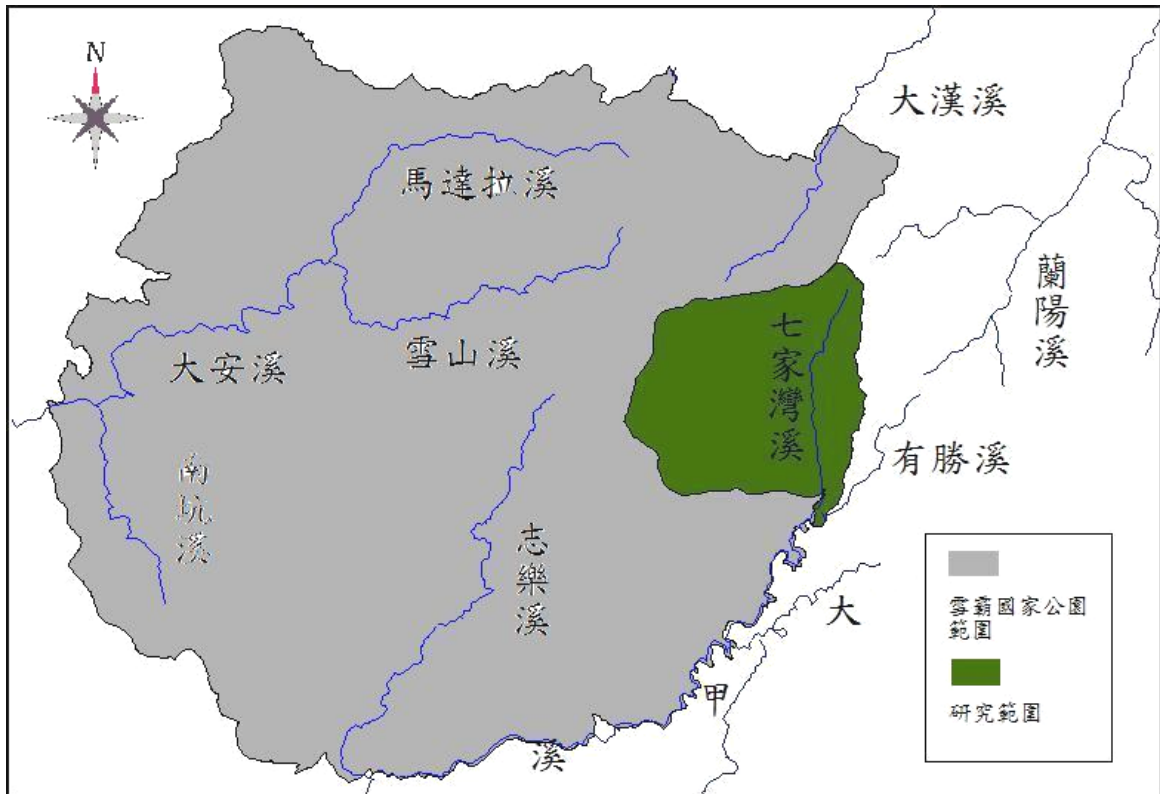 N
大漢溪
馬達拉溪
蘭陽溪
七家灣溪
大安溪
雪山溪
有勝溪
南坑溪
志樂溪
大甲溪
雪霸國家公園
範圍
研究範圍